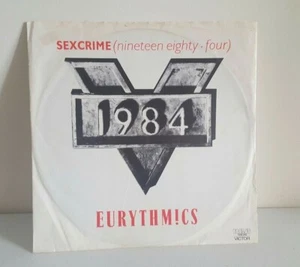 SEXCRIME (nineteen eighty-four)
1984
EURYTHM!CS